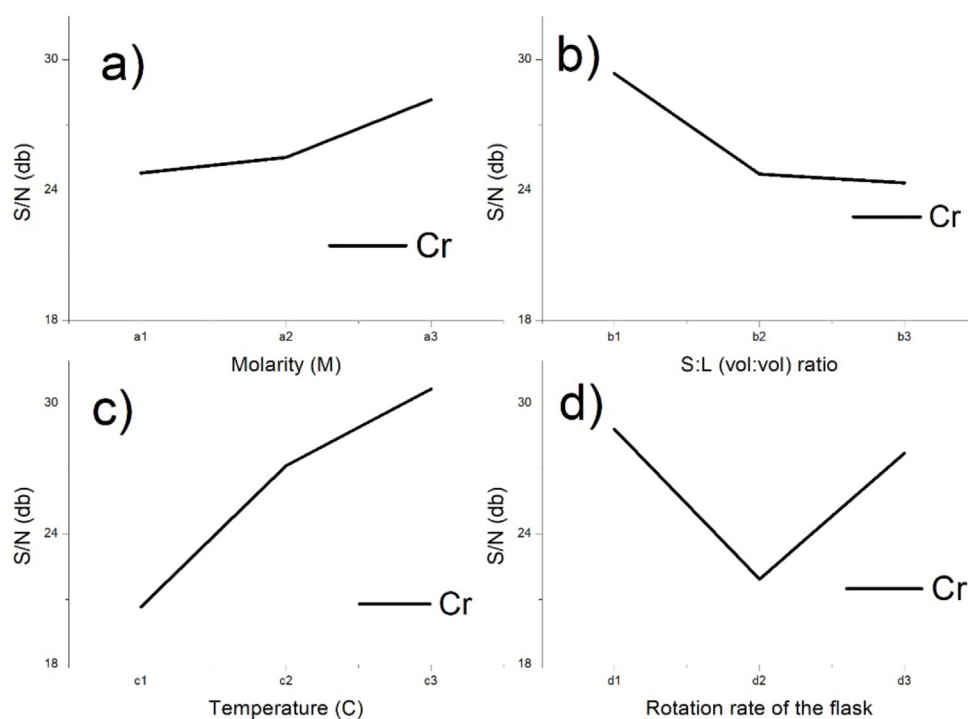 a)
30
24
18
S/N (db)
Cr
a1 a2 a3
Molarity (M)
b)
30
24
18
S/N (db)
Cr
b1 b2 b3
S:L (vol:vol) ratio
c)
30
24
18
S/N (db)
Cr
c1 c2 c3
Temperature (C)
d)
30
24
18
S/N (db)
Cr
d1 d2 d3
Rotation rate of the flask